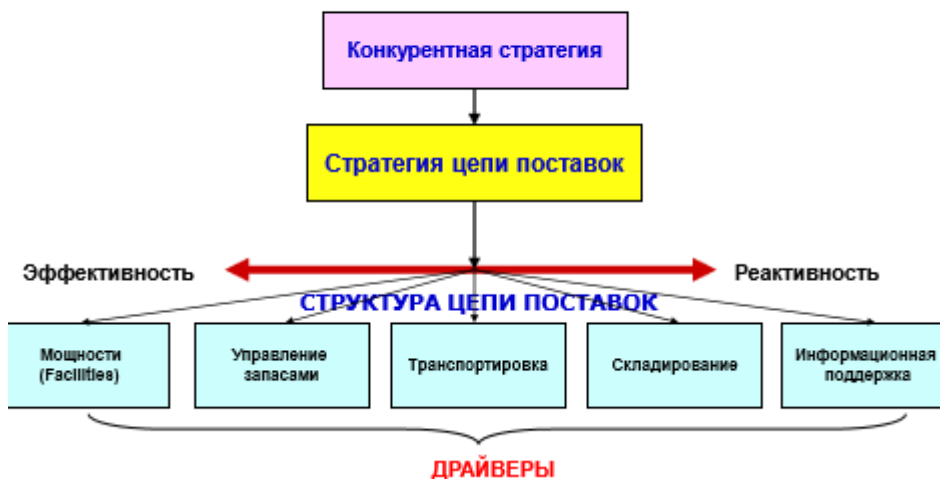 Конкурентная стратегия
Стратегия цепи поставок
Эффективность
Реактивность
СТРУКТУРА ЦЕПИ ПОСТАВОК
Мощности
(Facilities)
Управление
запасами
Транспортировка
Складирование
Информационная
поддержка
ДРАЙВЕРЫ